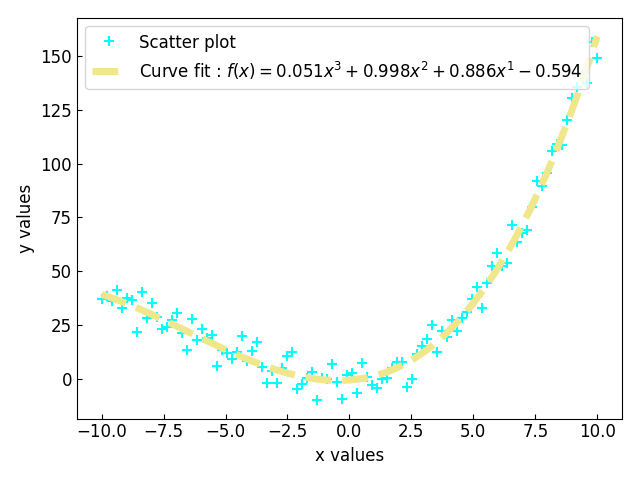 Scatter plot
Curve fit : f(x) = 0.051x³ + 0.998x² + 0.886x¹ − 0.594
150
125
100
75
50
25
0
y values
−10.0 −7.5 −5.0 −2.5 0.0 2.5 5.0 7.5 10.0
x values